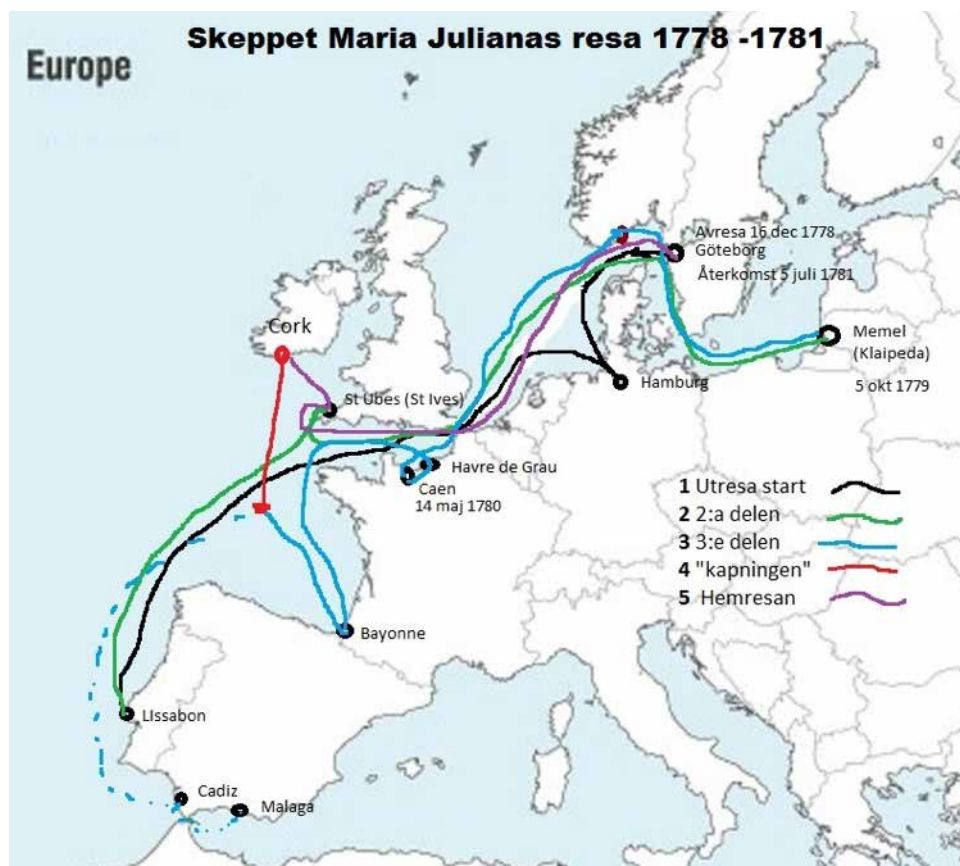 Skeppet Maria Julianas resa 1778 -1781
Europe
Avresa 16 dec 1778
Göteborg
Återkomst 5 juli 1781
Cork
Memel
(Klaipeda)
5 okt 1779
Hamburg
St Ubes (St Ives)
Havre de Grau
Caen
14 maj 1780
1 Utresa start
2 2:a delen
3 3:e delen
4 "kapningen"
5 Hemresan
Bayonne
LIssabon
Cadiz
Malaga